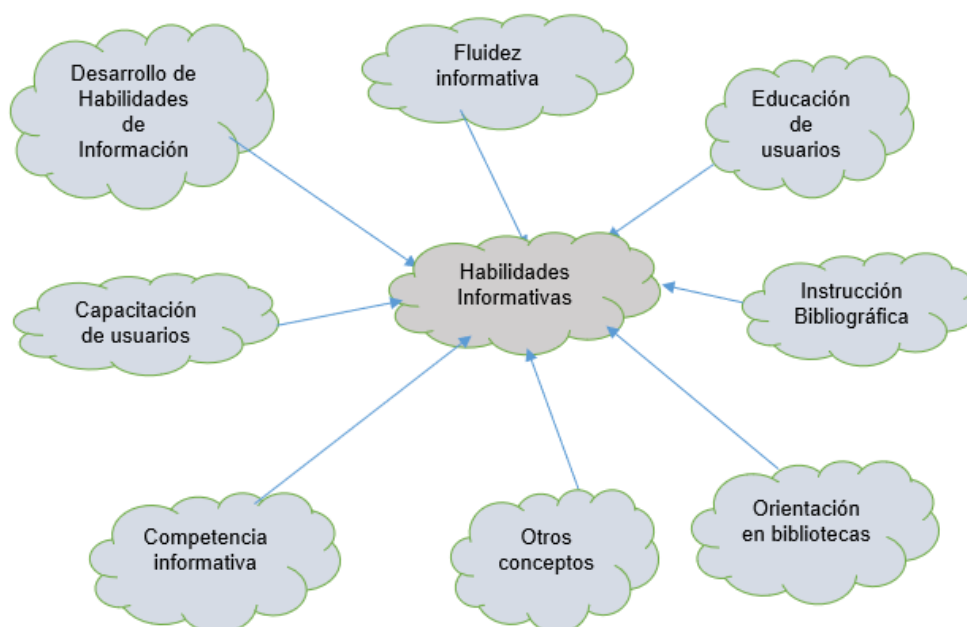 Desarrollo de
Habilidades
de
Información
Fluidez
informativa
Educación
de
usuarios
Habilidades
Informativas
Capacitación
de usuarios
Instrucción
Bibliográfica
Competencia
informativa
Otros
conceptos
Orientación
en bibliotecas